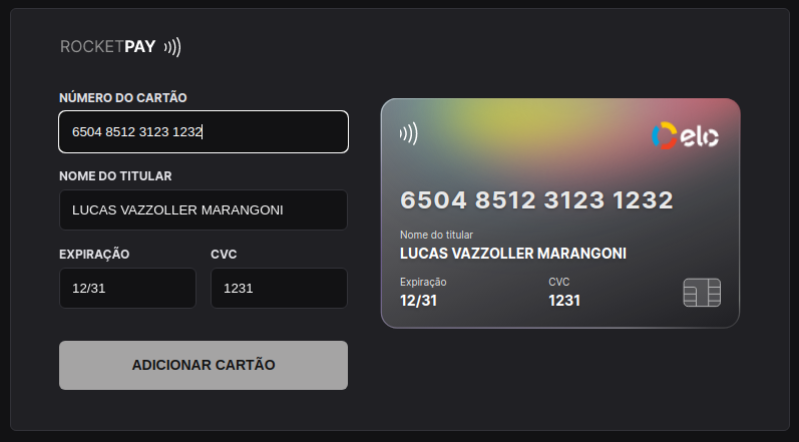 ROCKETPAY
NÚMERO DO CARTÃO
6504 8512 3123 1232
NOME DO TITULAR
LUCAS VAZZOLLER MARANGONI
EXPIRAÇÃO CVC
12/31 1231
ADICIONAR CARTÃO
elo
6504 8512 3123 1232
Nome do titular
LUCAS VAZZOLLER MARANGONI
Expiração CVC
12/31 1231